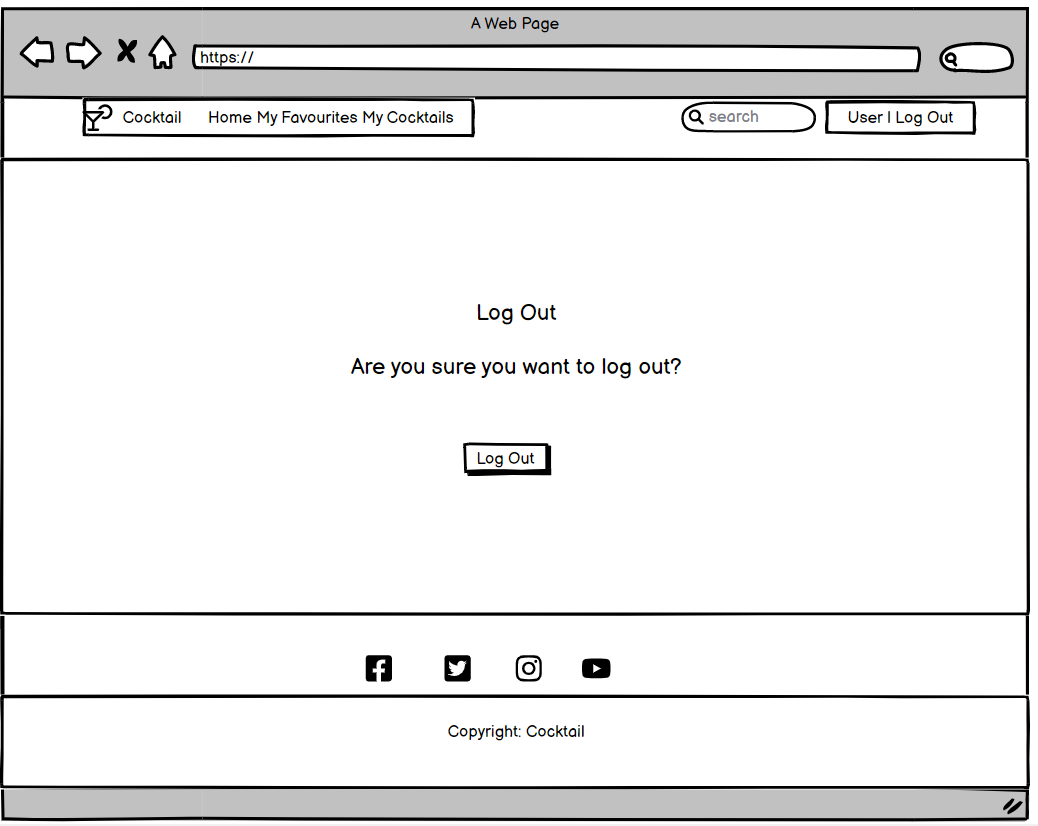 A Web Page
https://
Cocktail Home My Favourites My Cocktails search User | Log Out
Log Out
Are you sure you want to log out?
Log Out
Copyright: Cocktail